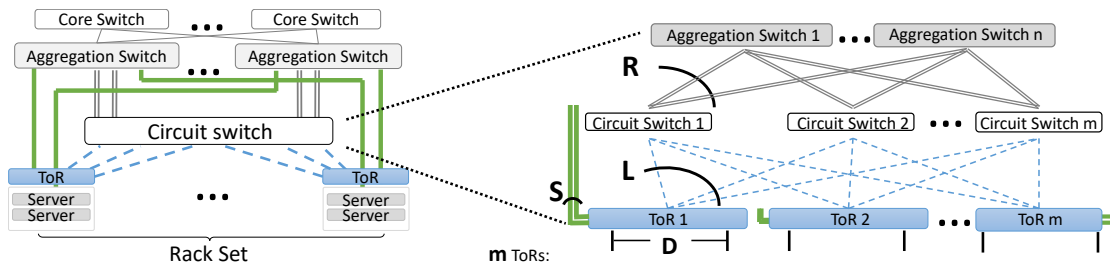 Core Switch
Core Switch
Aggregation Switch
Aggregation Switch
Circuit switch
ToR
ToR
Server
Server
Server
Server
Rack Set
Aggregation Switch 1
Aggregation Switch n
R
Circuit Switch 1
Circuit Switch 2
Circuit Switch m
L
S
ToR 1
ToR 2
ToR m
D
m ToRs: